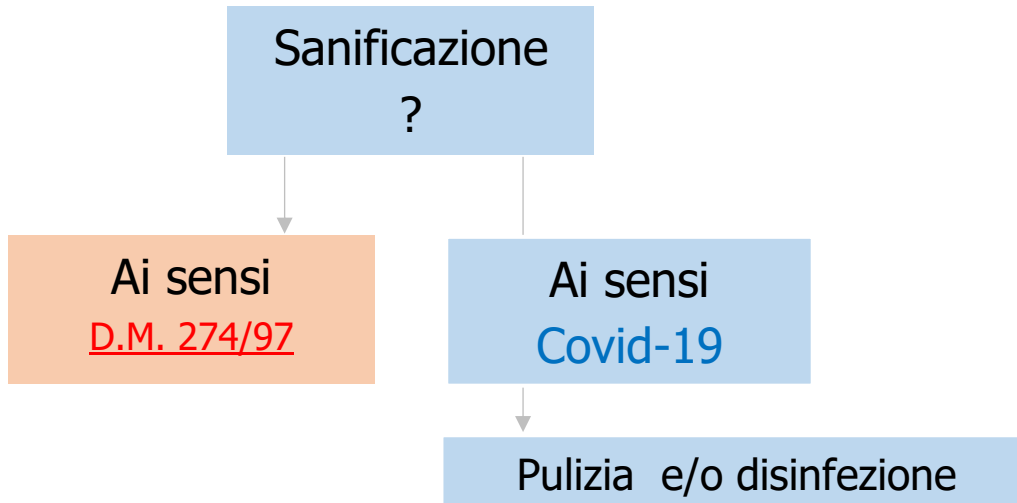 Sanificazione
?
Ai sensi
D.M. 274/97
Ai sensi
Covid-19
Pulizia e/o disinfezione